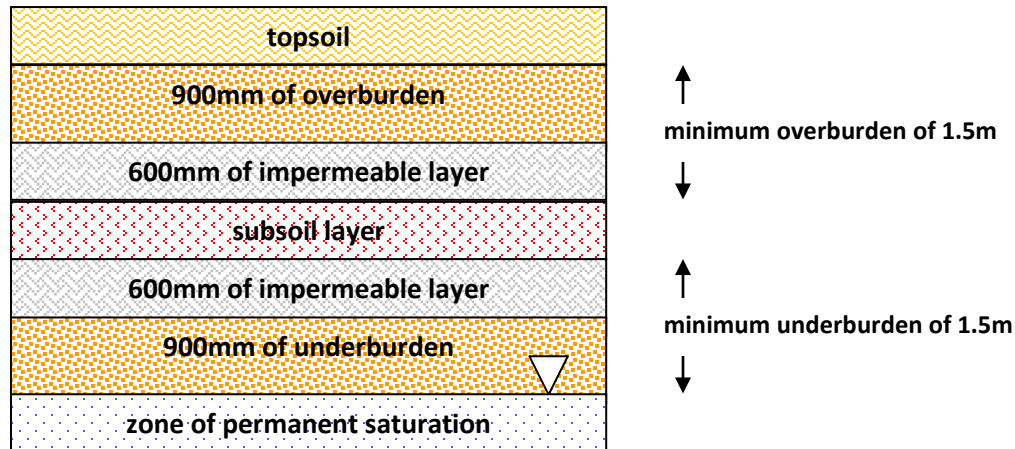 topsoil
900mm of overburden
minimum overburden of 1.5m
600mm of impermeable layer
subsoil layer
600mm of impermeable layer
minimum underburden of 1.5m
900mm of underburden
zone of permanent saturation